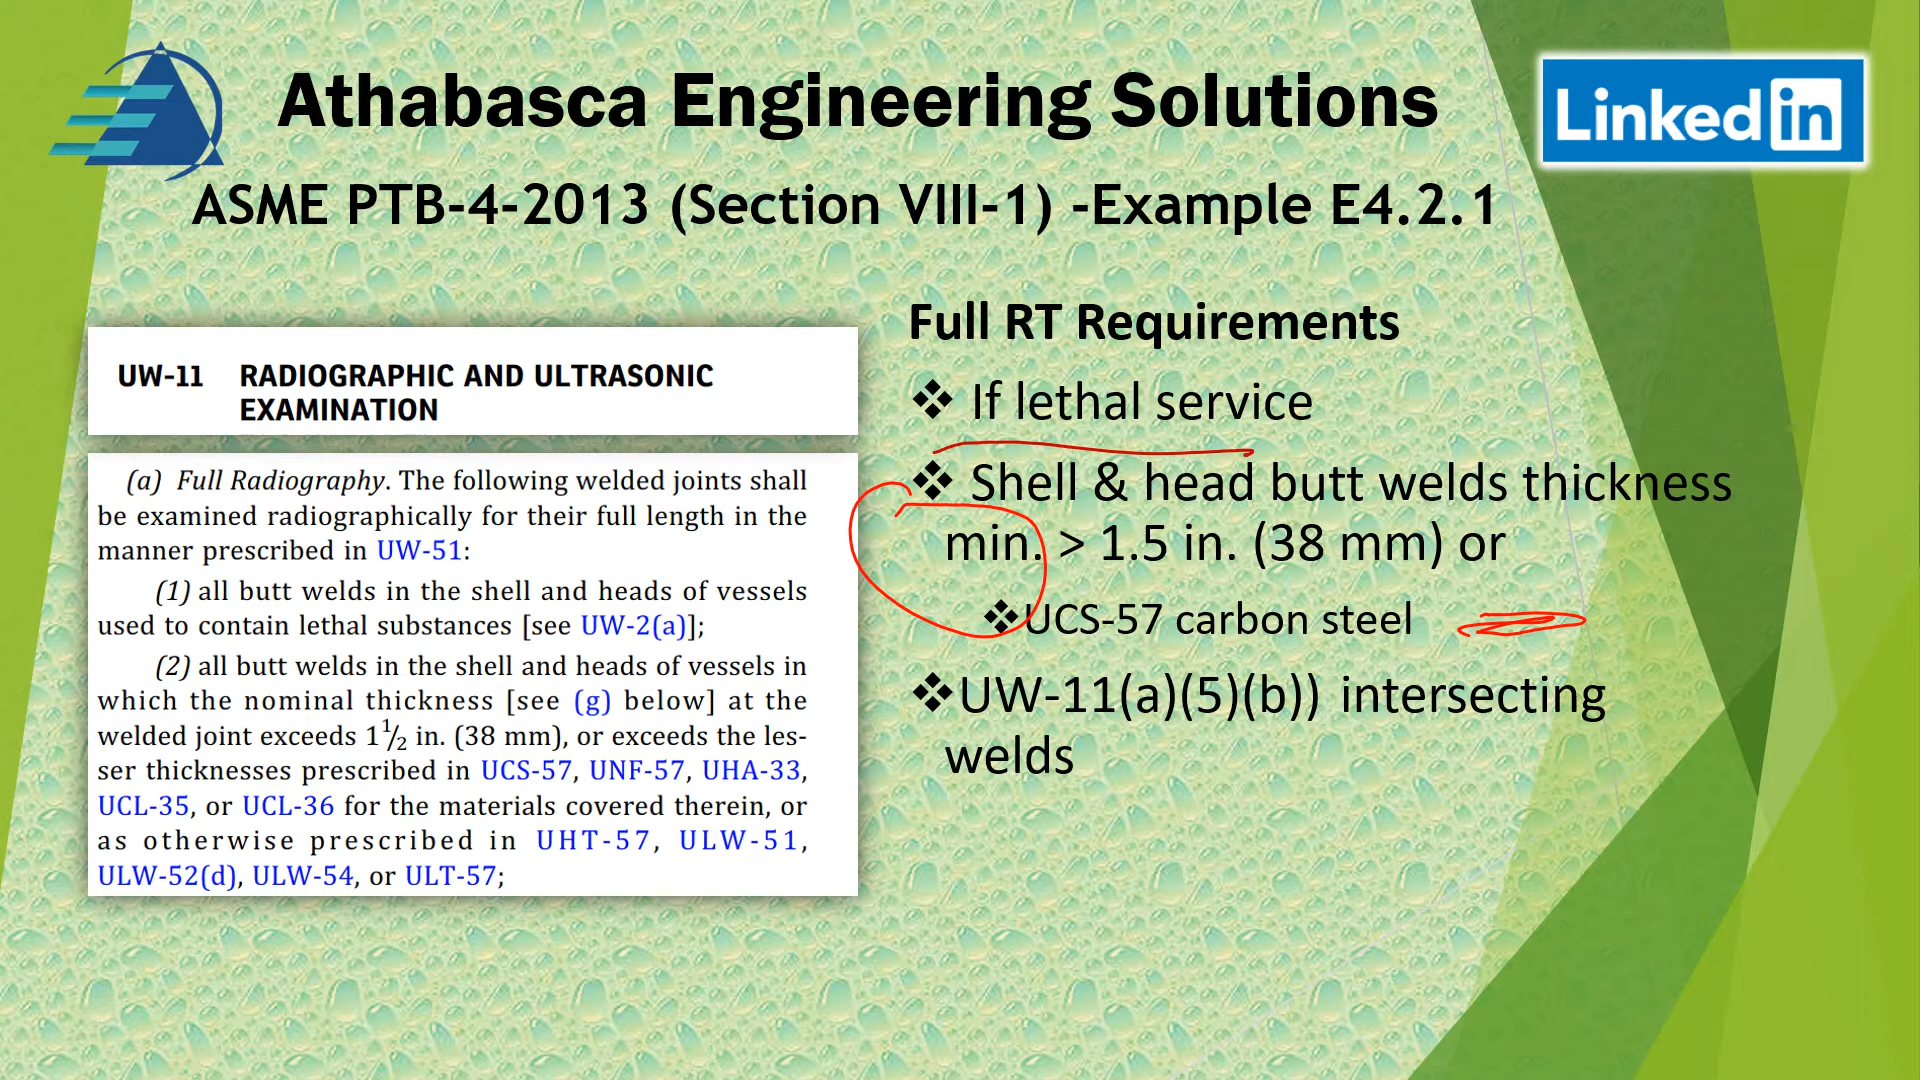 Athabasca Engineering Solutions
Linked in
ASME PTB-4-2013 (Section VIII-1) -Example E4.2.1
UW-11 RADIOGRAPHIC AND ULTRASONIC
EXAMINATION
(a) Full Radiography. The following welded joints shall
be examined radiographically for their full length in the
manner prescribed in UW-51:
(1) all butt welds in the shell and heads of vessels
used to contain lethal substances [see UW-2(a)];
(2) all butt welds in the shell and heads of vessels in
which the nominal thickness [see (g) below] at the
welded joint exceeds 1 1/2 in. (38 mm), or exceeds the les-
ser thicknesses prescribed in UCS-57, UNF-57, UHA-33,
UCL-35, or UCL-36 for the materials covered therein, or
as otherwise prescribed in UHT-57, ULW-51,
ULW-52(d), ULW-54, or ULT-57;
Full RT Requirements
❖ If lethal service
❖ Shell & head butt welds thickness
min. > 1.5 in. (38 mm) or
❖UCS-57 carbon steel
❖UW-11(a)(5)(b)) intersecting
welds